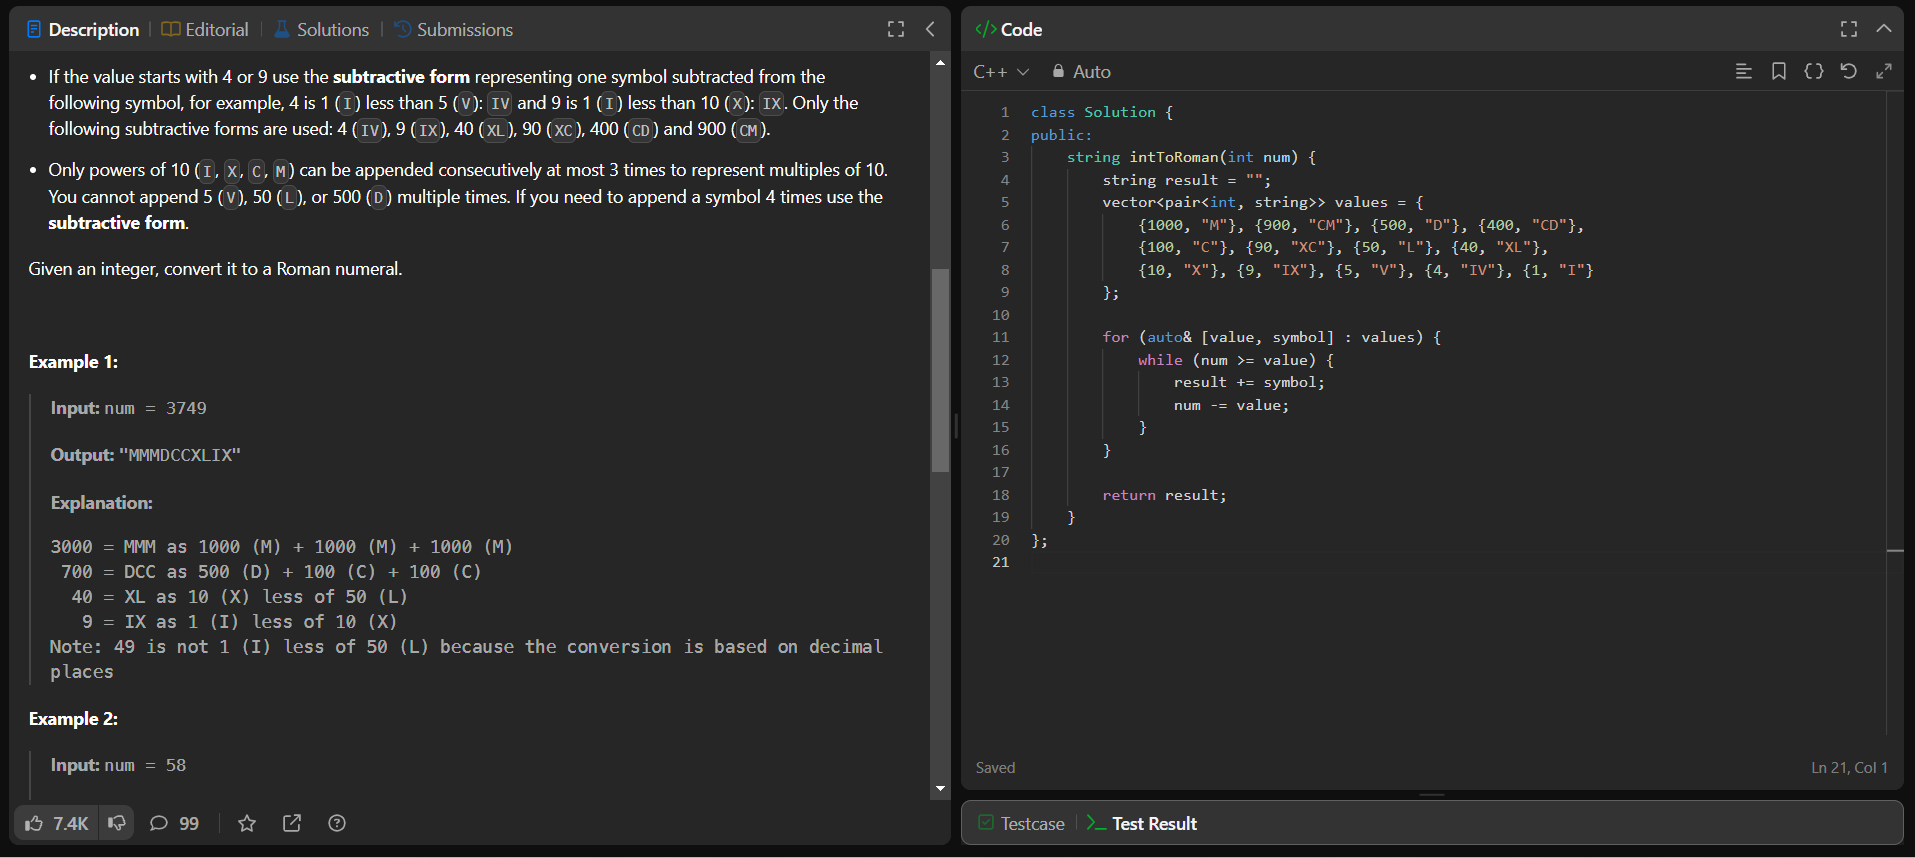 Description Editorial Solutions Submissions
• If the value starts with 4 or 9 use the subtractive form representing one symbol subtracted from the
following symbol, for example, 4 is 1 (I) less than 5 (V): IV and 9 is 1 (I) less than 10 (X): IX. Only the
following subtractive forms are used: 4 (IV), 9 (IX), 40 (XL), 90 (XC), 400 (CD) and 900 (CM).
• Only powers of 10 (I, X, C, M) can be appended consecutively at most 3 times to represent multiples of 10.
You cannot append 5 (V), 50 (L), or 500 (D) multiple times. If you need to append a symbol 4 times use the
subtractive form.
Given an integer, convert it to a Roman numeral.
Example 1:
Input: num = 3749
Output: "MMMDCCXLIX"
Explanation:
3000 = MMM as 1000 (M) + 1000 (M) + 1000 (M)
 700 = DCC as 500 (D) + 100 (C) + 100 (C)
  40 = XL as 10 (X) less of 50 (L)
   9 = IX as 1 (I) less of 10 (X)
Note: 49 is not 1 (I) less of 50 (L) because the conversion is based on decimal
places
Example 2:
Input: num = 58
7.4K 99
</> Code
C++ Auto
1 class Solution {
2 public:
3     string intToRoman(int num) {
4         string result = "";
5         vector<pair<int, string>> values = {
6             {1000, "M"}, {900, "CM"}, {500, "D"}, {400, "CD"},
7             {100, "C"}, {90, "XC"}, {50, "L"}, {40, "XL"},
8             {10, "X"}, {9, "IX"}, {5, "V"}, {4, "IV"}, {1, "I"}
9         };
10
11         for (auto& [value, symbol] : values) {
12             while (num >= value) {
13                 result += symbol;
14                 num -= value;
15             }
16         }
17
18         return result;
19     }
20 };
21
Saved Ln 21, Col 1
Testcase >_ Test Result